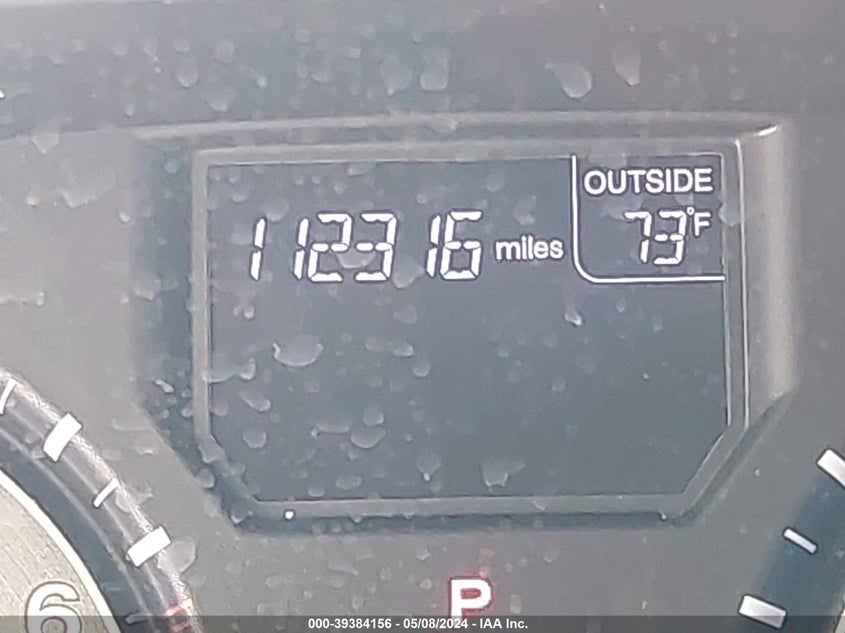 OUTSIDE
73°F
112316 miles
P
6
000-39384156 - 05/08/2024 - IAA Inc.